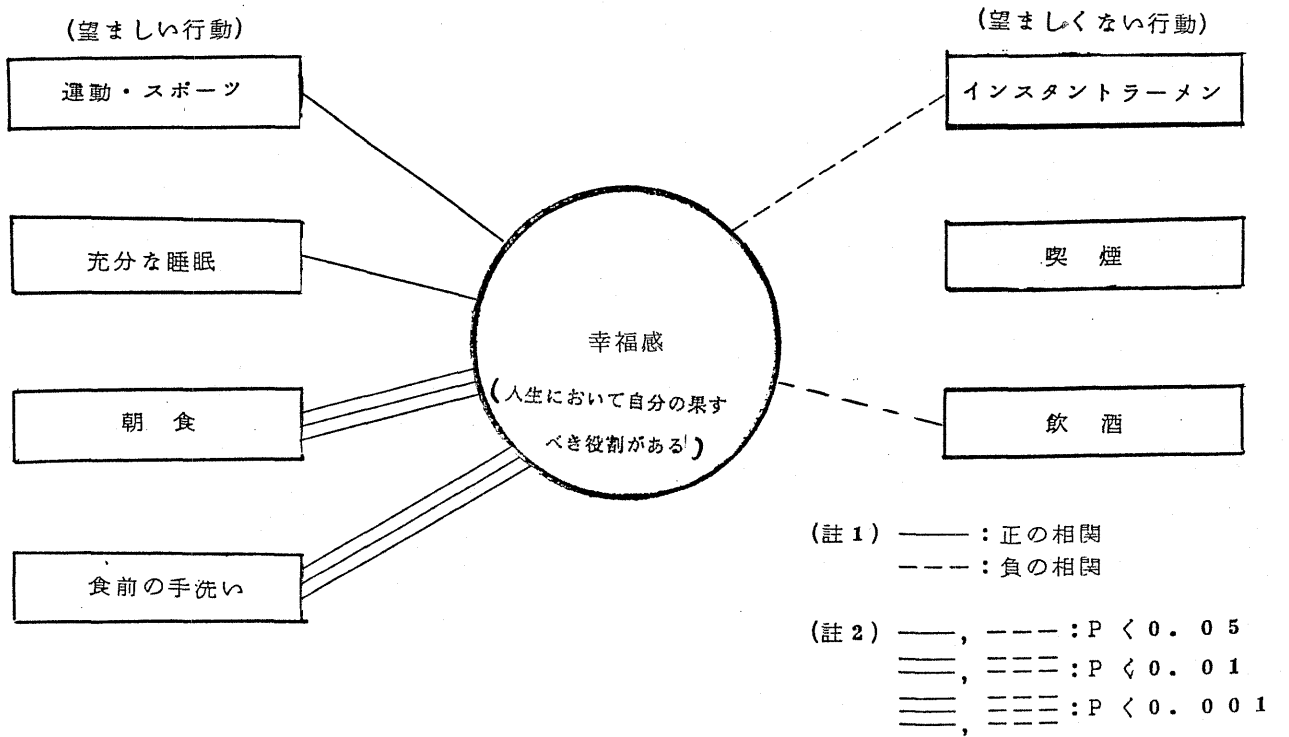 (望ましい行動)
運動・スポーツ
充分な睡眠
朝 食
食前の手洗い
幸福感
(人生において自分の果す
べき役割がある)
(望ましくない行動)
インスタントラーメン
喫 煙
飲 酒
(註1) ―― : 正の相関
--- : 負の相関
(註2) ――, --- : P < 0. 05
: P < 0. 01
: P < 0. 001